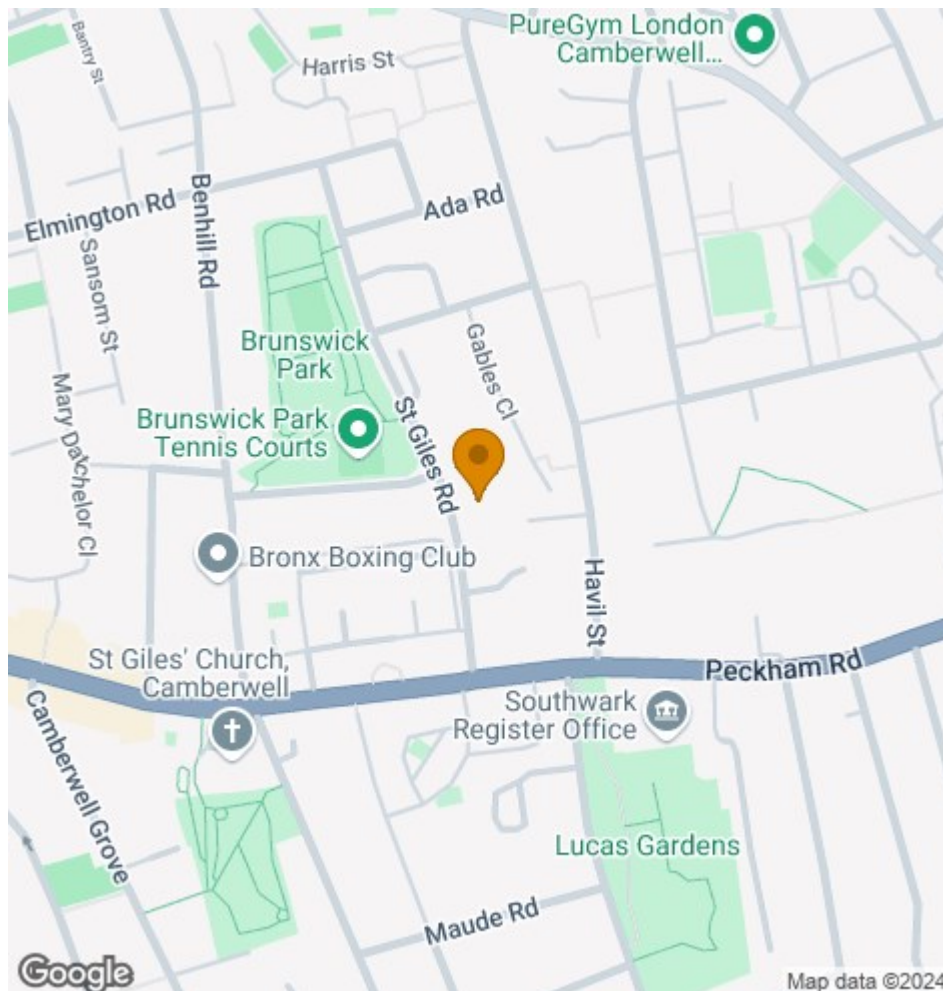 Bantry St
Harris St
PureGym London
Camberwell...
Elmington Rd
Benhill Rd
Ada Rd
Sansom St
Brunswick
Park
Gables Cl
Mary Datchelor Cl
Brunswick Park
Tennis Courts
St Giles Rd
Bronx Boxing Club
Havil St
St Giles' Church,
Camberwell
Peckham Rd
Southwark
Register Office
Camberwell Grove
Lucas Gardens
Maude Rd
Google
Map data ©2024